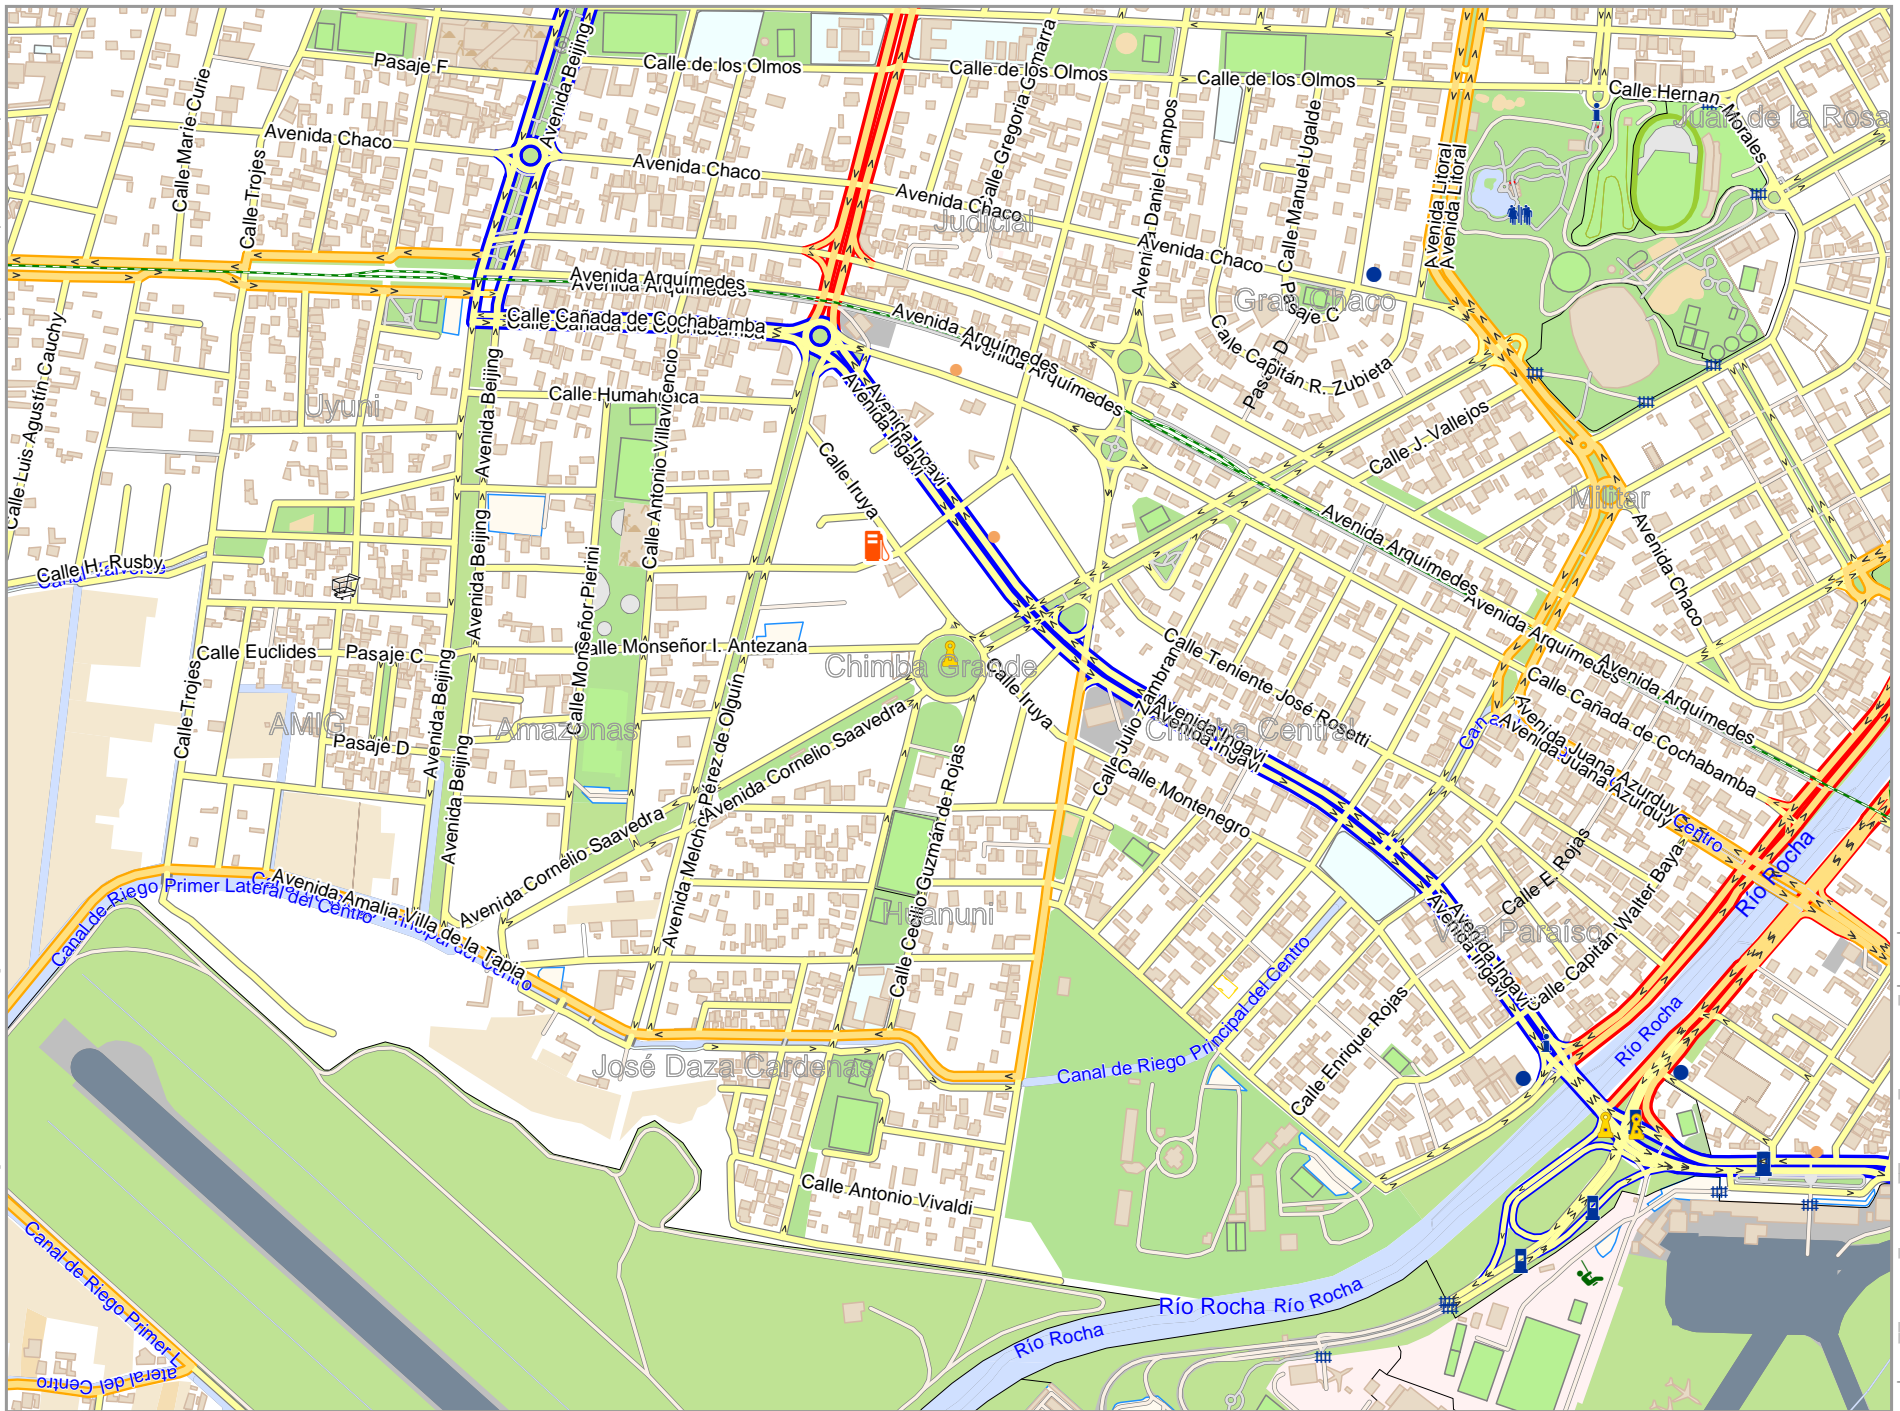 Pasaje F
Avenida Beijing
Calle de los Olmos
Calle de los Olmos
Calle de los Olmos
Calle Gregoria Gamarra
Calle Hernan Morales
Juan de la Rosa
Calle Marie Curie
Calle Trojes
Avenida Chaco
Avenida Chaco
Avenida Chaco
Avenida Chaco
Judicial
Avenida Daniel Campos
Calle Manuel Ugalde
Avenida Litoral
Avenida Litoral
Avenida Arquímedes
Avenida Arquímedes
Gran Chaco
Pasaje C
Calle Cañada de Cochabamba
Calle Cañada de Cochabamba
Avenida Arquímedes
Avenida Arquímedes
Calle Capitán R. Zubieta
Pasaje D
Calle J. Vallejos
Calle Luis Agustín Cauchy
Uyuni
Avenida Beijing
Calle Humahuaca
Calle Antonio Villavicencio
Avenida Ingavi
Avenida Ingavi
Calle Iruya
Militar
Avenida Arquímedes
Avenida Chaco
Calle H. Rusby
Canal Valverde
Avenida Beijing
Avenida Beijing
Calle Monseñor Pierini
Avenida Arquímedes
Avenida Arquímedes
Calle Euclides
Pasaje C
Calle Monseñor I. Antezana
Chimba Grande
Calle Iruya
Calle Teniente José Rosetti
Calle Trojes
Avenida Beijing
AMIG
Pasaje D
Amazonas
Avenida Melchor Pérez de Olguín
Avenida Cornelio Saavedra
Calle Julio Zambrana
Avenida Ingavi
Avenida Ingavi
Chimba Central
Calle Cañada de Cochabamba
Avenida Juana Azurduy
Avenida Juana Azurduy
Centro
Avenida Beijing
Calle Montenegro
Avenida Cornelio Saavedra
Calle Cecilio Guzmán de Rojas
Calle E. Rojas
Calle Capitán Walter Baya
Río Rocha
Canal de Riego Primer Lateral del Centro
Avenida Amalia Villa de la Tapia
Huanuni
Villa Paraíso
Avenida Ingavi
Avenida Ingavi
Calle Capitán Walter Baya
Río Rocha
José Daza Cardenas
Canal de Riego Principal del Centro
Calle Enrique Rojas
Calle Antonio Vivaldi
Canal de Riego Primer L
ateral del Centro
Río Rocha
Río Rocha
Río Rocha